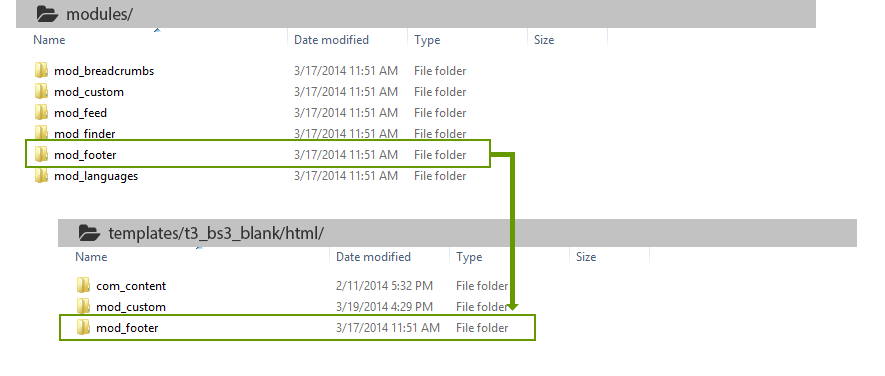 modules/
Name Date modified Type Size
mod_breadcrumbs 3/17/2014 11:51 AM File folder
mod_custom 3/17/2014 11:51 AM File folder
mod_feed 3/17/2014 11:51 AM File folder
mod_finder 3/17/2014 11:51 AM File folder
mod_footer 3/17/2014 11:51 AM File folder
mod_languages 3/17/2014 11:51 AM File folder
templates/t3_bs3_blank/html/
Name Date modified Type Size
com_content 2/11/2014 5:32 PM File folder
mod_custom 3/19/2014 4:29 PM File folder
mod_footer 3/17/2014 11:51 AM File folder